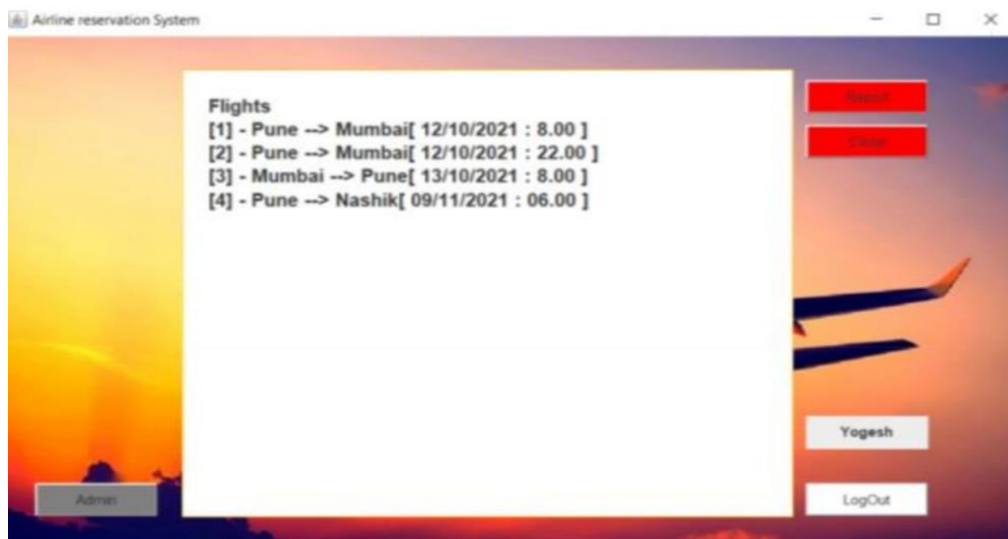 Airline reservation System
Flights
[1] - Pune --> Mumbai[ 12/10/2021 : 8.00 ]
[2] - Pune --> Mumbai[ 12/10/2021 : 22.00 ]
[3] - Mumbai --> Pune[ 13/10/2021 : 8.00 ]
[4] - Pune --> Nashik[ 09/11/2021 : 06.00 ]
Yogesh
Admin
LogOut